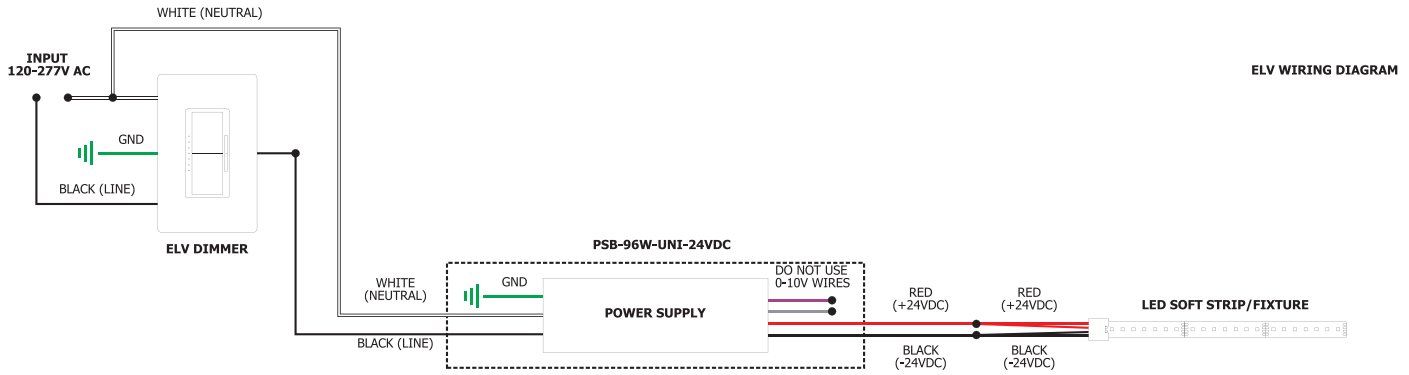 WHITE (NEUTRAL)
INPUT
120-277V AC
ELV WIRING DIAGRAM
GND
BLACK (LINE)
ELV DIMMER
PSB-96W-UNI-24VDC
DO NOT USE
0-10V WIRES
WHITE
(NEUTRAL)
GND
POWER SUPPLY
RED
(+24VDC)
RED
(+24VDC)
LED SOFT STRIP/FIXTURE
BLACK (LINE)
BLACK
(-24VDC)
BLACK
(-24VDC)